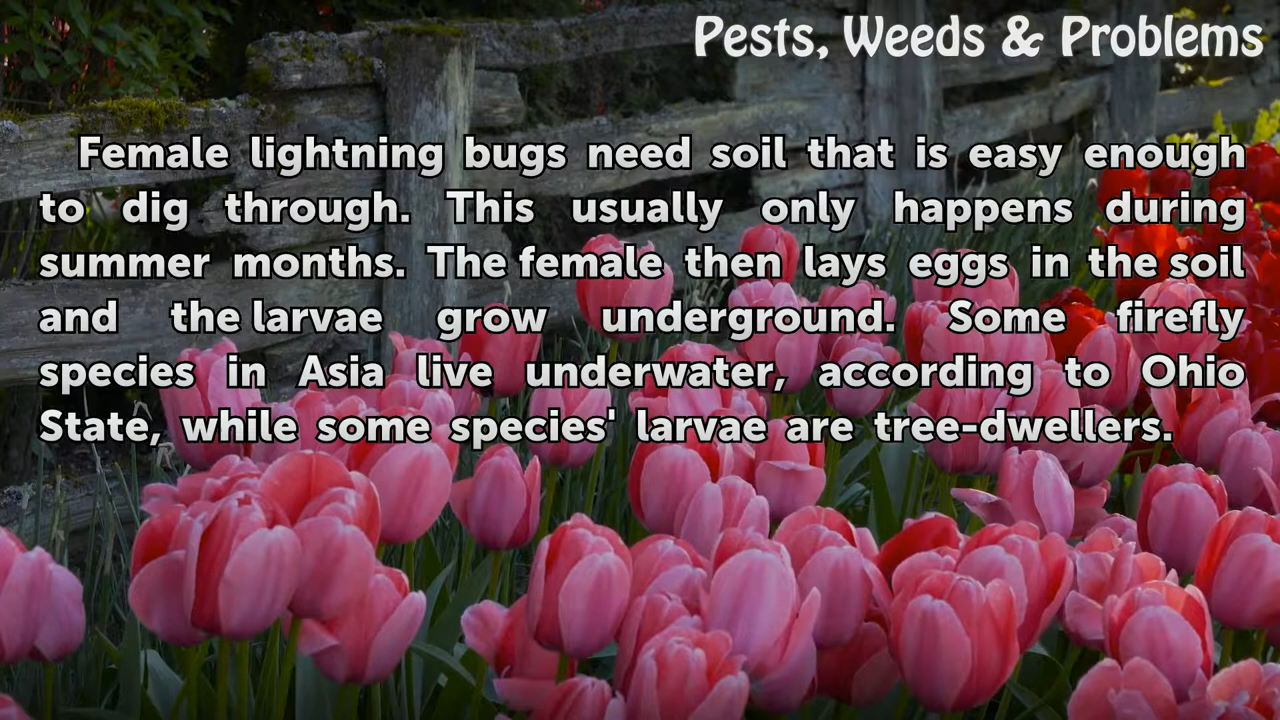 Pests, Weeds & Problems
Female lightning bugs need soil that is easy enough
to dig through. This usually only happens during
summer months. The female then lays eggs in the soil
and the larvae grow underground. Some firefly
species in Asia live underwater, according to Ohio
State, while some species' larvae are tree-dwellers.